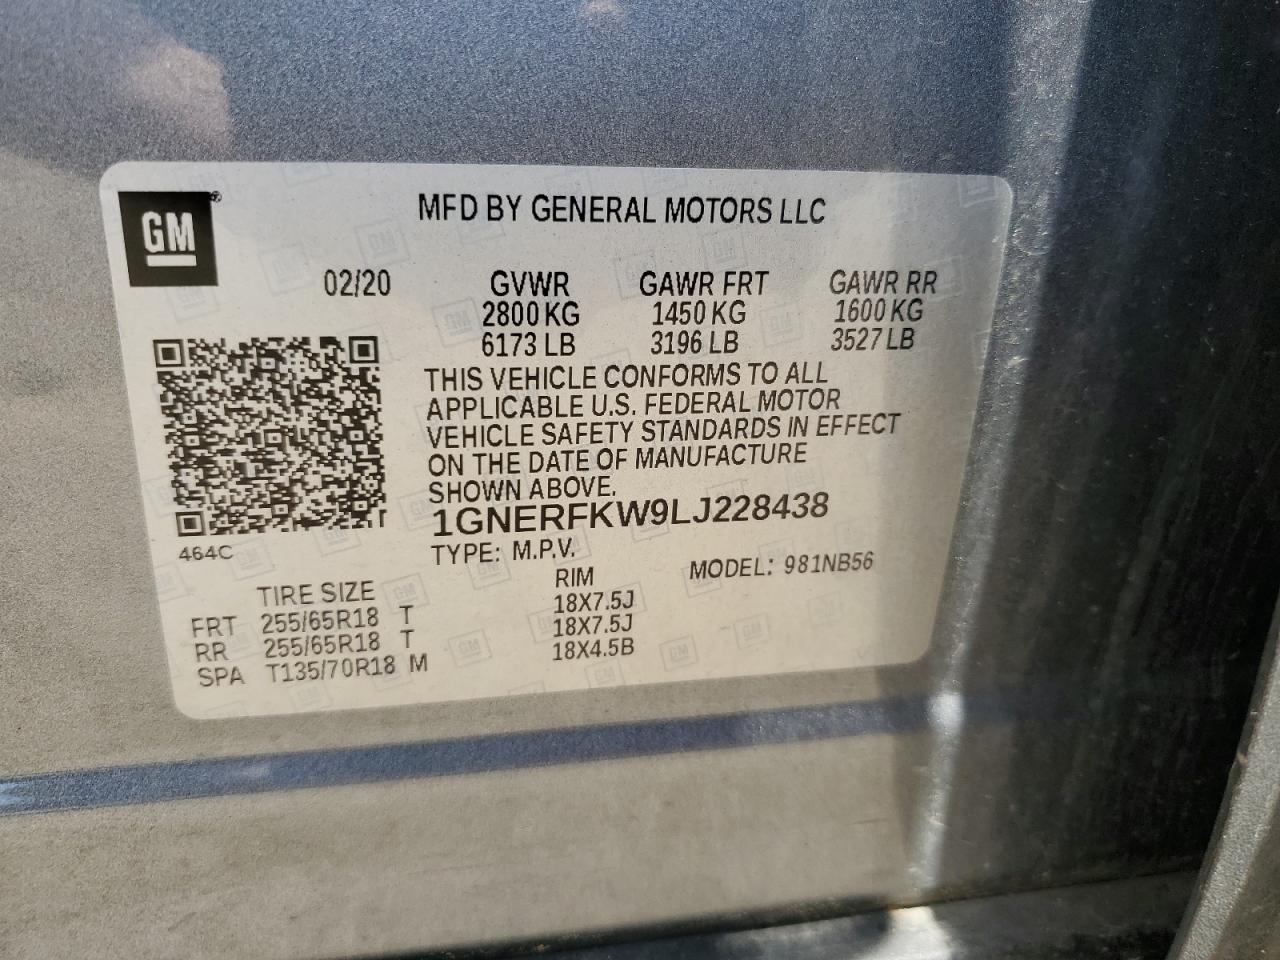 GM
MFD BY GENERAL MOTORS LLC
02/20 GVWR GAWR FRT GAWR RR
2800 KG 1450 KG 1600 KG
6173 LB 3196 LB 3527 LB
THIS VEHICLE CONFORMS TO ALL
APPLICABLE U.S. FEDERAL MOTOR
VEHICLE SAFETY STANDARDS IN EFFECT
ON THE DATE OF MANUFACTURE
SHOWN ABOVE.
1GNERFKW9LJ228438
464C
TYPE: M.P.V. MODEL: 981NB56
TIRE SIZE RIM
FRT 255/65R18 T 18X7.5J
RR 255/65R18 T 18X7.5J
SPA T135/70R18 M 18X4.5B